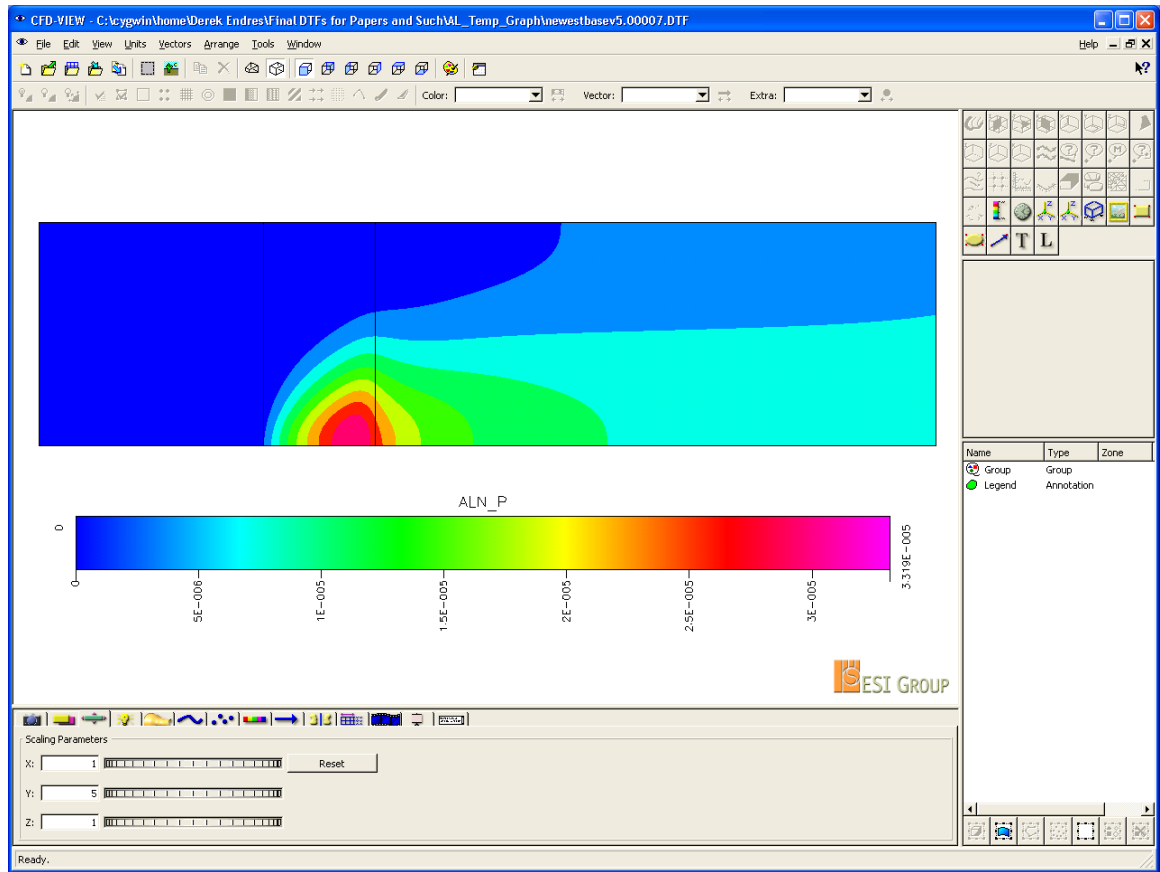 CFD-VIEW - C:\cygwin\home\Derek Endres\Final DTFs for Papers and Such\AL_Temp_Graph\newestbasev5.00007.DTF
File Edit View Units Vectors Arrange Tools Window Help
Color: Vector: Extra:
T L
Name Type Zone
Group Group
Legend Annotation
ALN_P
0 3.319E-005
0 5E-006 1E-005 1.5E-005 2E-005 2.5E-005 3E-005
ESI GROUP
Scaling Parameters
X: 1 Reset
Y: 5
Z: 1
Ready.